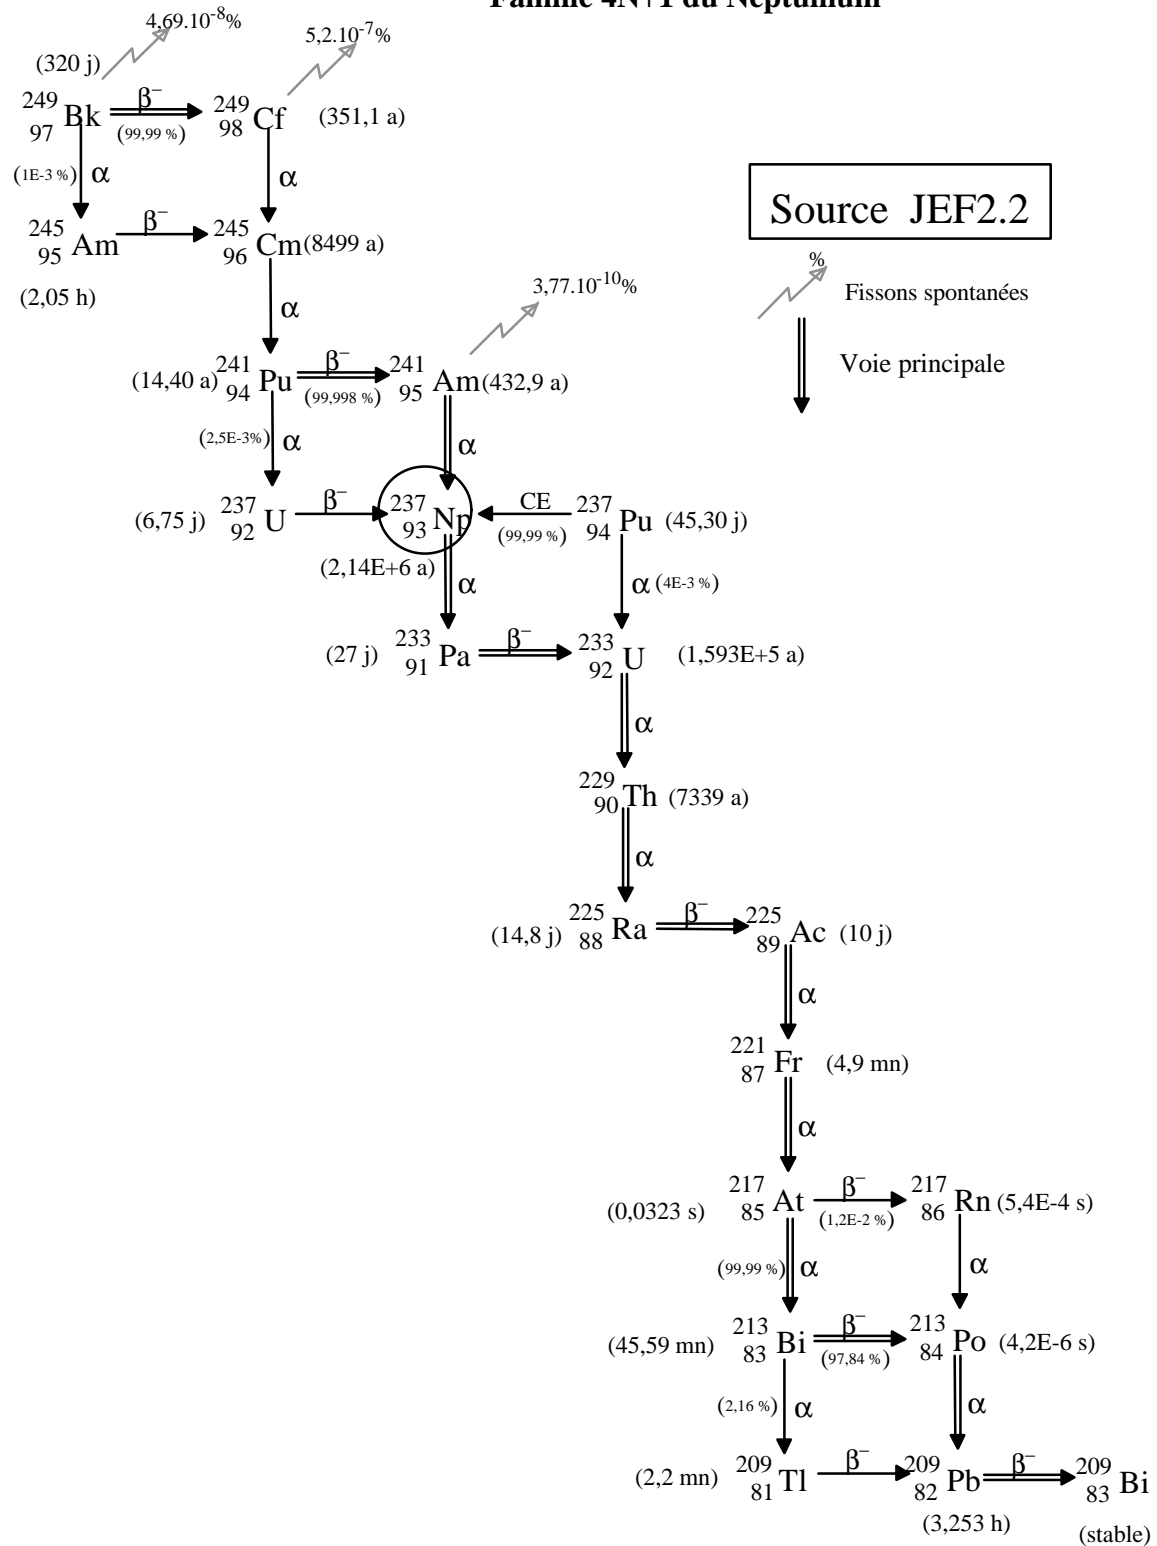 Famille 4N+1 du Neptunium
4,69.10-8%
5,2.10-7%
(320 j)
249 97 Bk β– (99,99 %) 249 98 Cf (351,1 a)
(1E-3 %) α α
Source JEF2.2
245 95 Am β– 245 96 Cm (8499 a)
(2,05 h)
%
Fissons spontanées
3,77.10-10%
α
Voie principale
(14,40 a) 241 94 Pu β– (99,998 %) 241 95 Am (432,9 a)
(2,5E-3%) α α
(6,75 j) 237 92 U β– 237 93 Np CE (99,99 %) 237 94 Pu (45,30 j)
(2,14E+6 a) α α (4E-3 %)
(27 j) 233 91 Pa β– 233 92 U (1,593E+5 a)
α
229 90 Th (7339 a)
α
(14,8 j) 225 88 Ra β– 225 89 Ac (10 j)
α
221 87 Fr (4,9 mn)
α
(0,0323 s) 217 85 At β– (1,2E-2 %) 217 86 Rn (5,4E-4 s)
(99,99 %) α α
(45,59 mn) 213 83 Bi β– (97,84 %) 213 84 Po (4,2E-6 s)
(2,16 %) α α
(2,2 mn) 209 81 Tl β– 209 82 Pb β– 209 83 Bi
(3,253 h)
(stable)